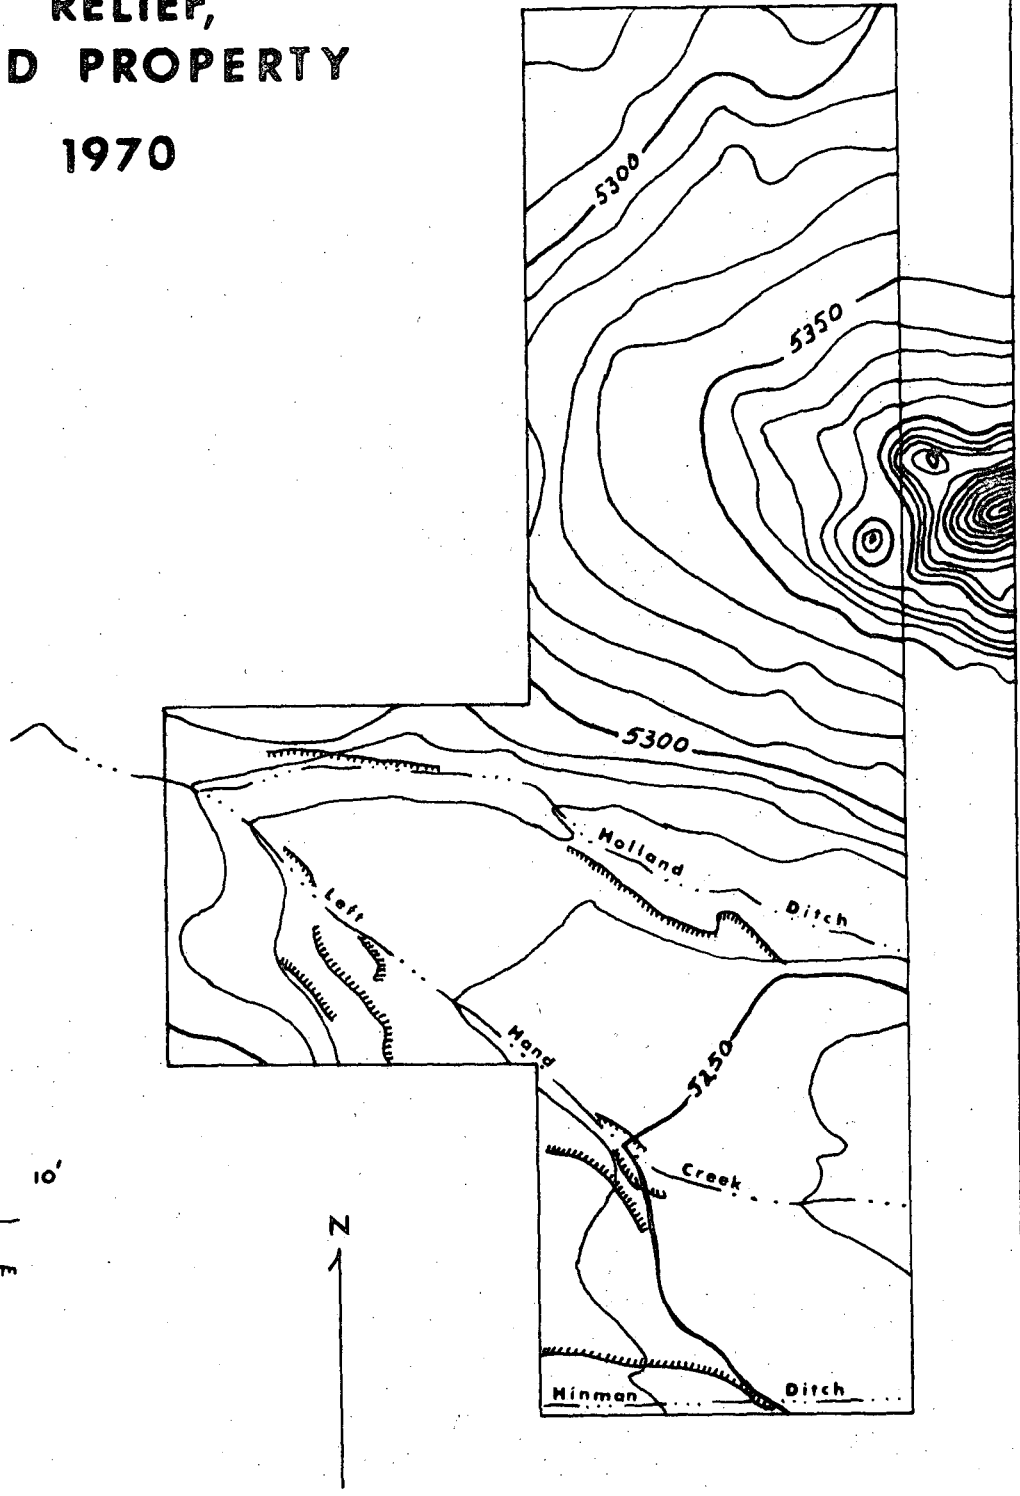 RELIEF,
D PROPERTY
1970
5300
5350
5300
Holland
Ditch
Left
Hand
5250
Creek
10'
N
Hinman Ditch